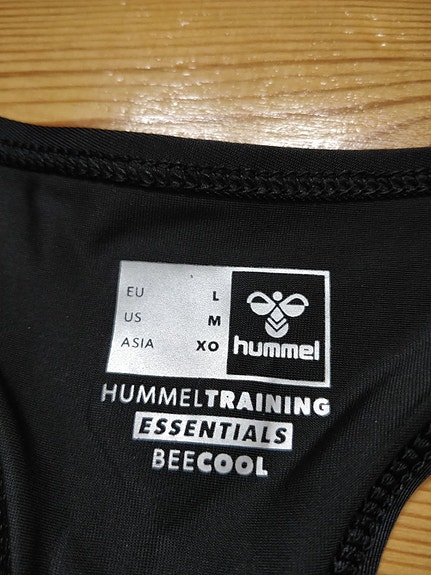 EU L
US M
ASIA XO
hummel
HUMMELTRAINING
ESSENTIALS
BEECOOL